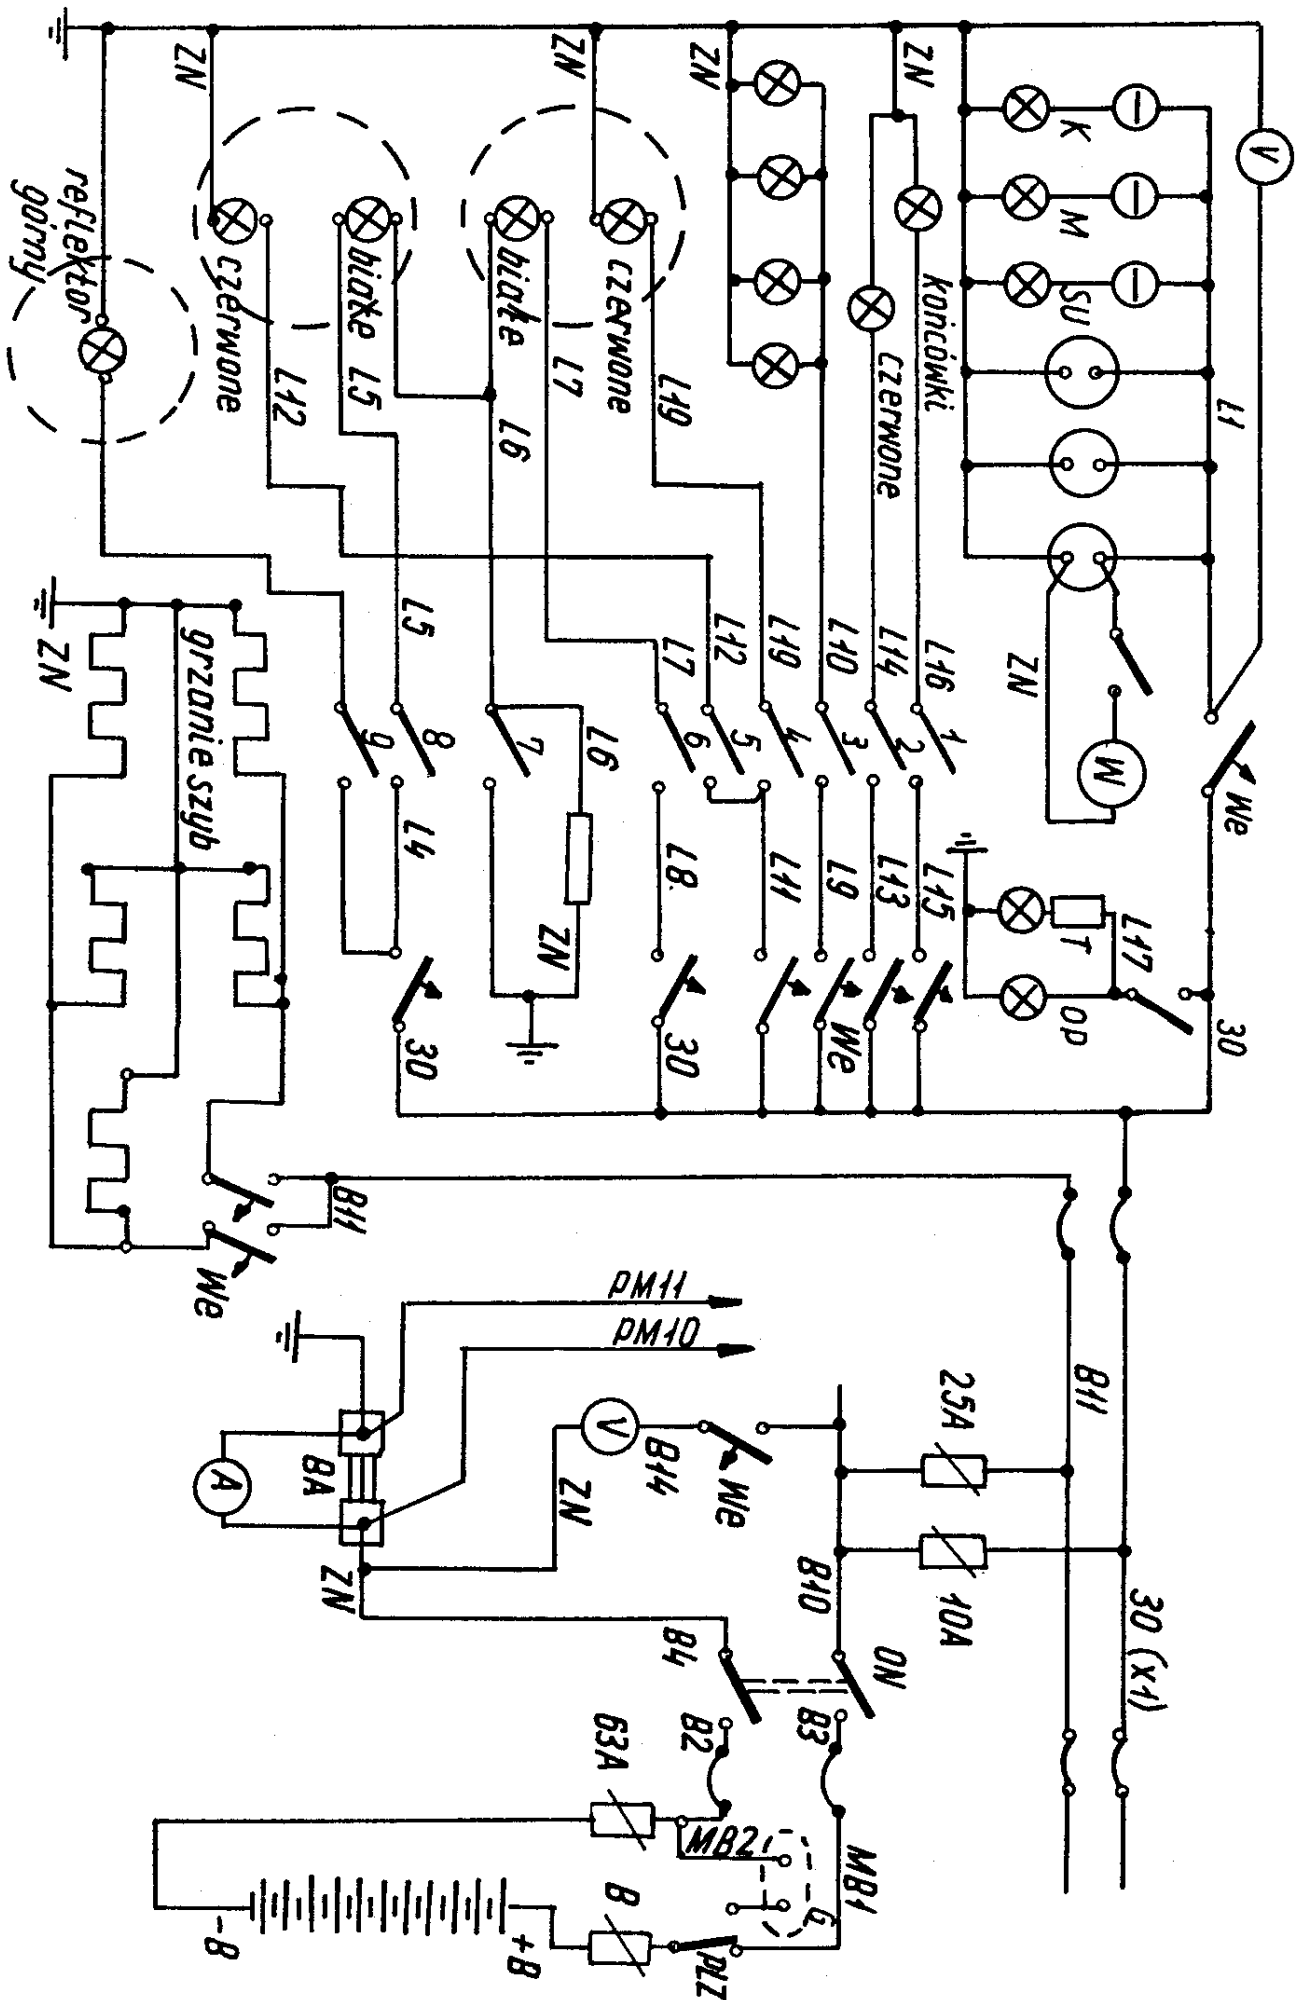 ZN
ZN
ZN
ZN
K
V
M
SU
reflektor
górny
czerwone
białe
białe
czerwone
końcówki
czerwone
L12
L5
L6
L7
L19
L1
ZN
grzanie szyb
L5
L7
L12
L19
L10
L14
L16
ZN
9
8
7
6
5
4
3
2
1
W
We
L6
L4
ZN
L8
L11
L9
L13
L15
T
L17
OP
30
30
30
We
B11
We
PM11
PM10
V
B14
ZN
We
A
BA
ZN
25A
10A
B11
B10
30 (x1)
B4
ON
B2
B3
63A
MB2
MB1
G
B
PLZ
-B
+B